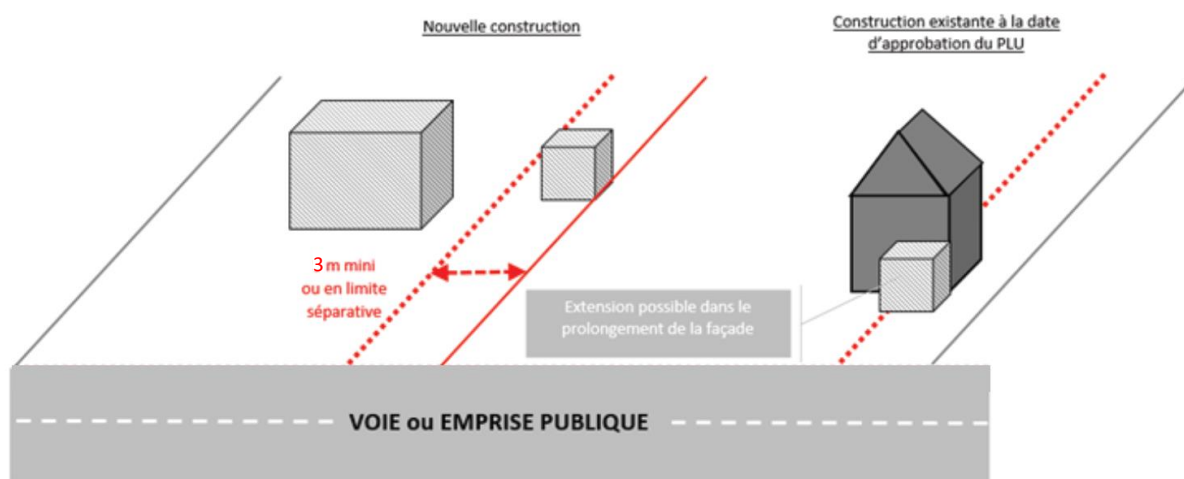 Nouvelle construction
Construction existante à la date
d'approbation du PLU
3 m mini
ou en limite
séparative
Extension possible dans le
prolongement de la façade
VOIE ou EMPRISE PUBLIQUE